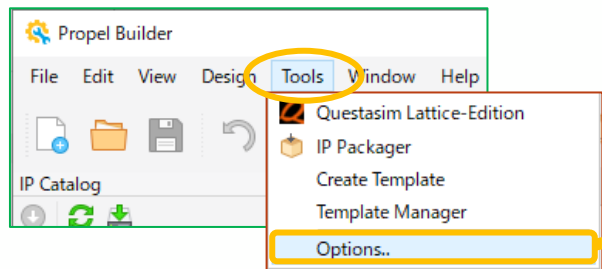 Propel Builder
File Edit View Design Tools Window Help
Questasim Lattice-Edition
IP Packager
IP Catalog
Create Template
Template Manager
Options..